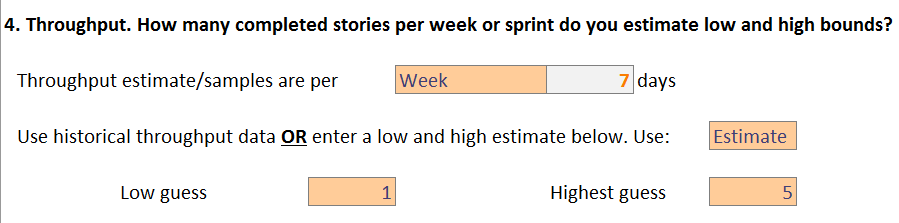 4. Throughput. How many completed stories per week or sprint do you estimate low and high bounds?
Throughput estimate/samples are per Week 7 days
Use historical throughput data OR enter a low and high estimate below. Use: Estimate
Low guess 1 Highest guess 5